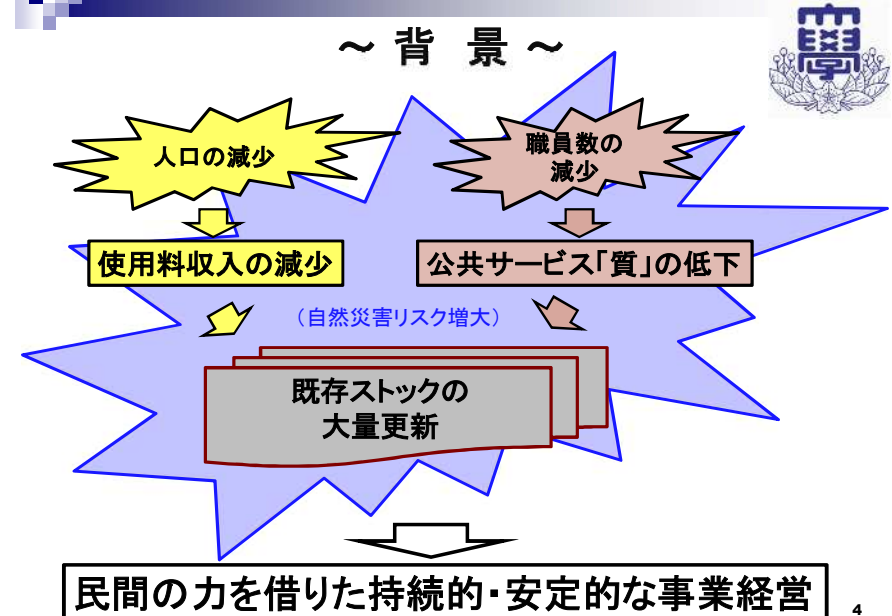 ～ 背 景 ～
人口の減少
職員数の
減少
使用料収入の減少
公共サービス「質」の低下
（自然災害リスク増大）
既存ストックの
大量更新
民間の力を借りた持続的・安定的な事業経営
4